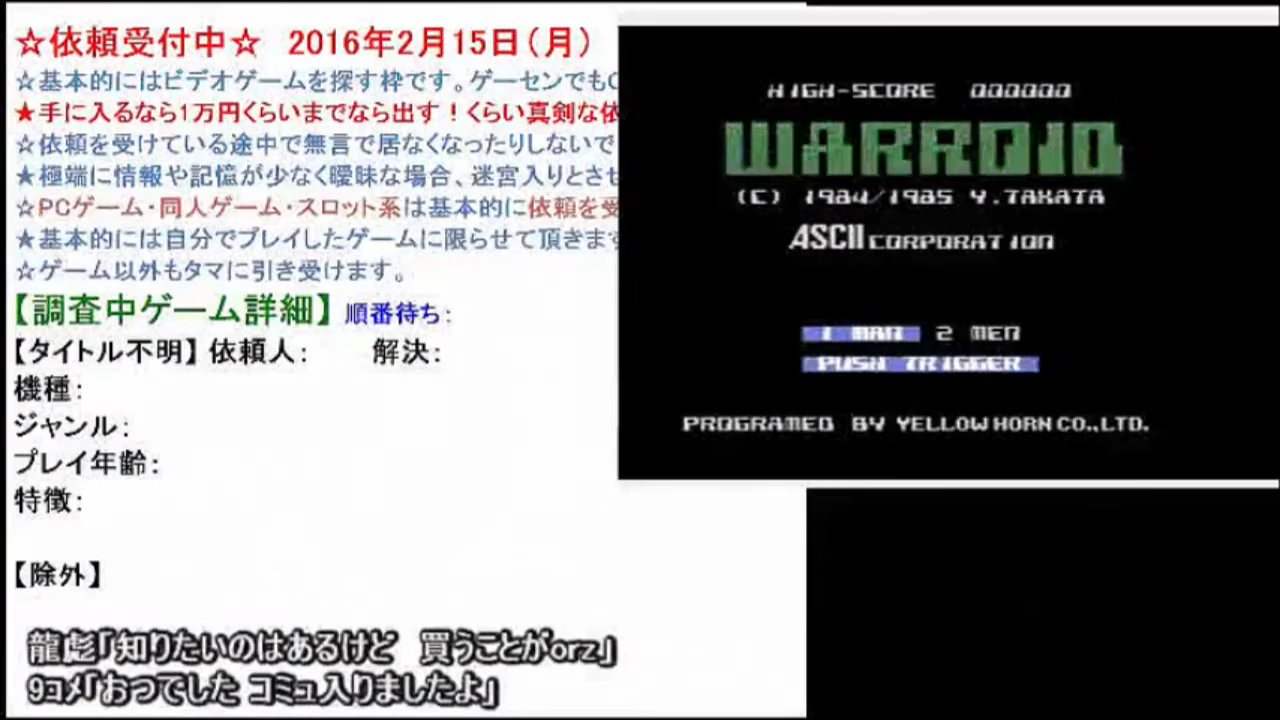 ☆依頼受付中☆ 2016年2月15日(月)
☆基本的にはビデオゲームを探す枠です。ゲーセンでもC
★手に入るなら1万円くらいまでなら出す!くらい真剣な依
☆依頼を受けている途中で無言で居なくなったりしないで
★極端に情報や記憶が少なく曖昧な場合、迷宮入りとさせ
☆PCゲーム・同人ゲーム・スロット系は基本的に依頼を受
★基本的には自分でプレイしたゲームに限らせて頂きます
☆ゲーム以外もタマに引き受けます。
【調査中ゲーム詳細】 順番待ち:
【タイトル不明】 依頼人: 解決:
機種:
ジャンル:
プレイ年齢:
特徴:
【除外】
龍彪「知りたいのはあるけど 買うことがorz」
9コメ「おつでした コミュ入りましたよ」
HIGH-SCORE 000000
WARROID
(C) 1984/1985 Y.TAKATA
ASCII CORPORATION
1 MAN 2 MEN
PUSH TRIGGER
PROGRAMED BY YELLOW HORN CO.,LTD.